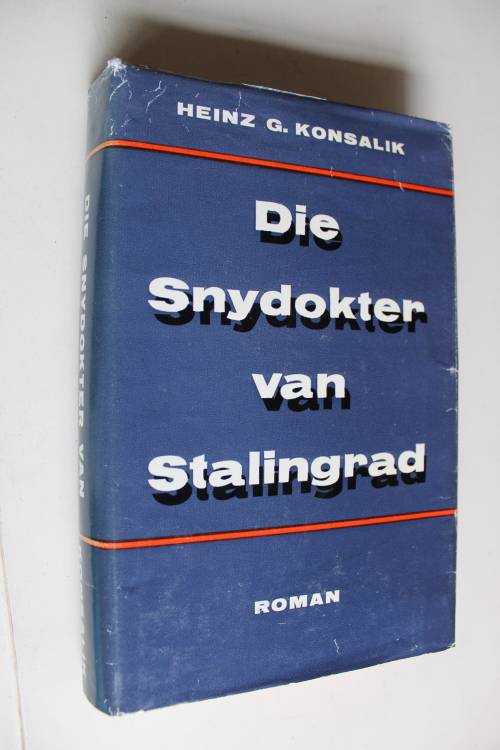 HEINZ G. KONSALIK
Die
Snydokter
van
Stalingrad
ROMAN
DIE SNYDOKTER VAN